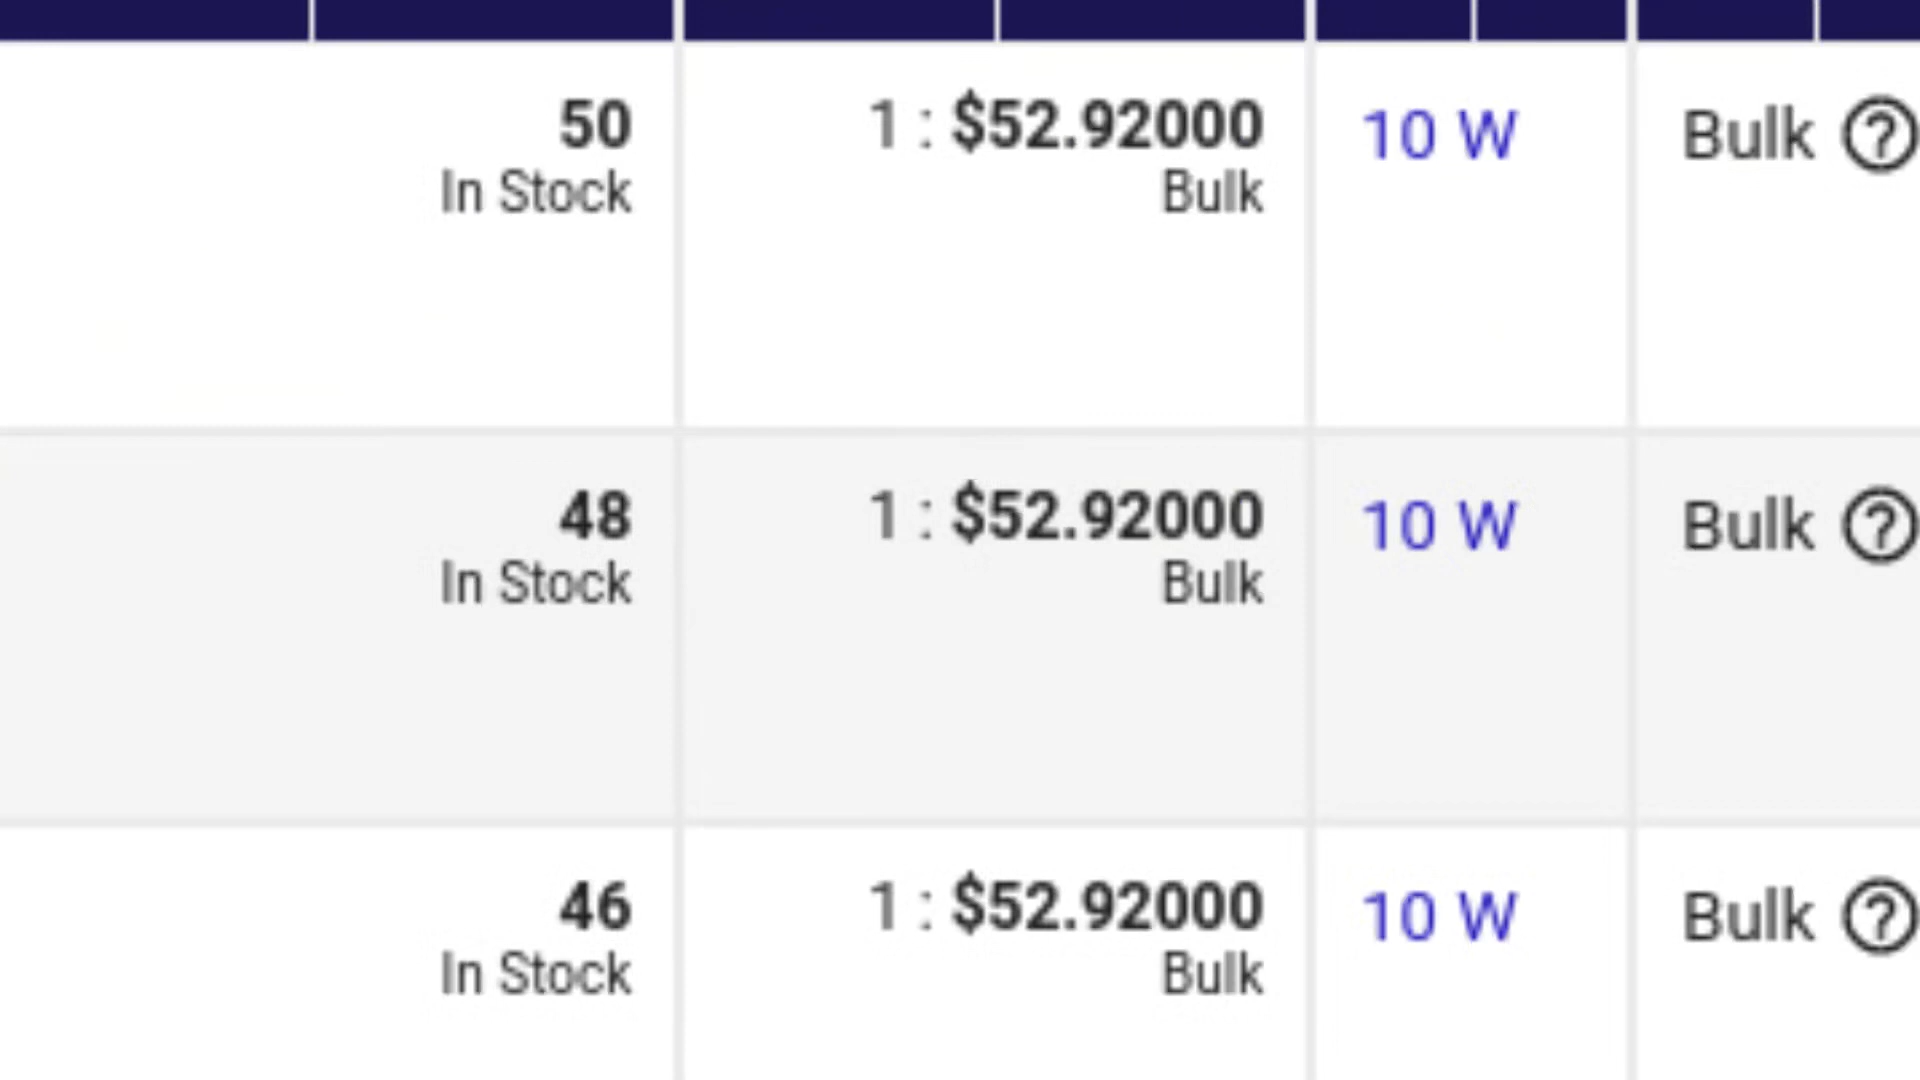 50 1 : $52.92000 10 W Bulk ?
In Stock Bulk
48 1 : $52.92000 10 W Bulk ?
In Stock Bulk
46 1 : $52.92000 10 W Bulk ?
In Stock Bulk